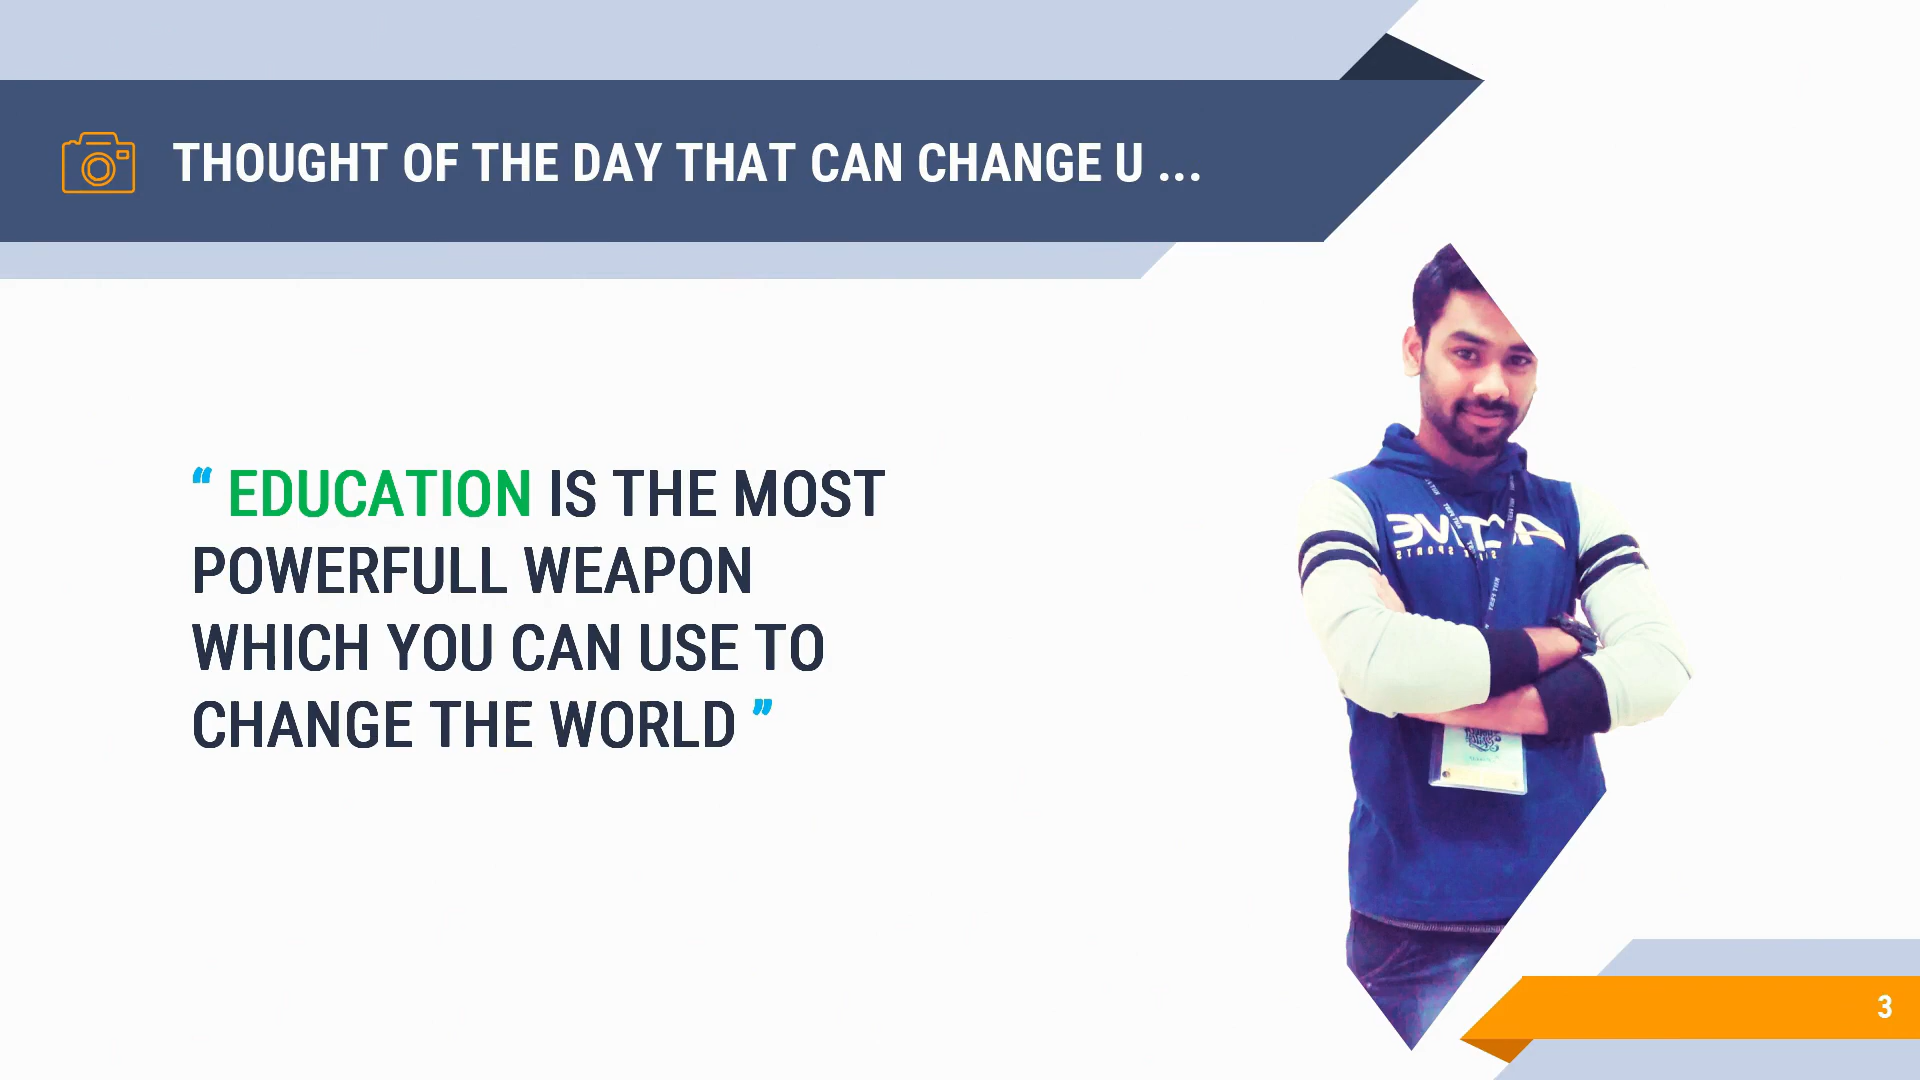 THOUGHT OF THE DAY THAT CAN CHANGE U ...
“ EDUCATION IS THE MOST
POWERFULL WEAPON
WHICH YOU CAN USE TO
CHANGE THE WORLD ”
ACTIVE
3